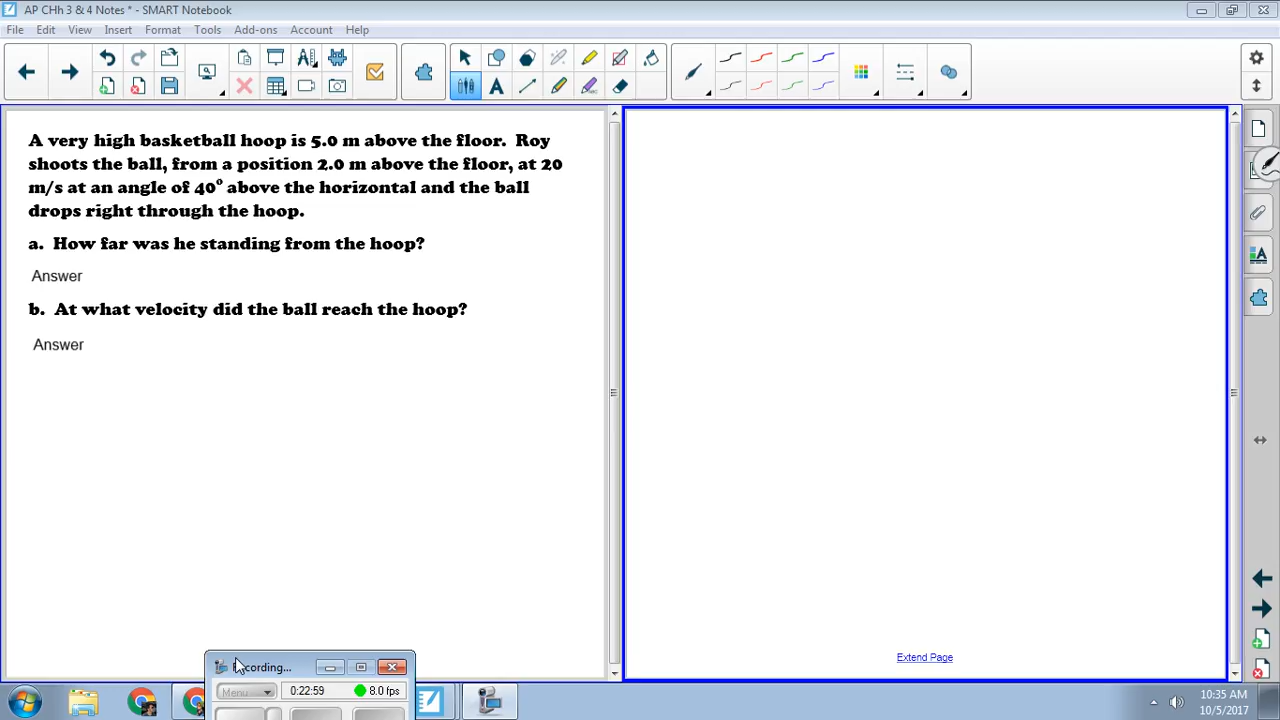 AP CHh 3 & 4 Notes * - SMART Notebook
File Edit View Insert Format Tools Add-ons Account Help
A very high basketball hoop is 5.0 m above the floor. Roy
shoots the ball, from a position 2.0 m above the floor, at 20
m/s at an angle of 40° above the horizontal and the ball
drops right through the hoop.
a. How far was he standing from the hoop?
Answer
b. At what velocity did the ball reach the hoop?
Answer
Extend Page
Recording...
Menu 0:22:59 8.0 fps
10:35 AM
10/5/2017